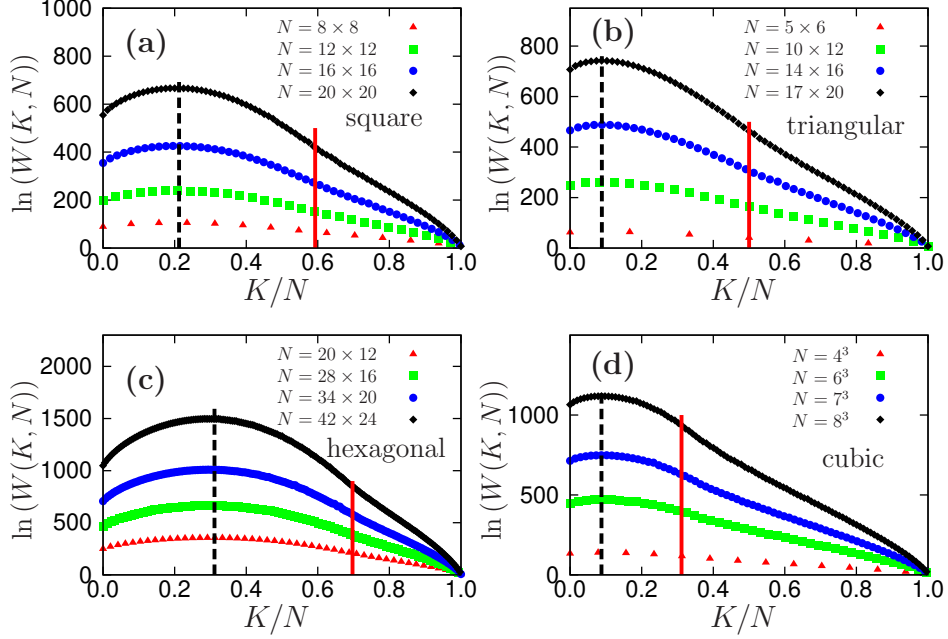 (a)
N = 8 × 8
N = 12 × 12
N = 16 × 16
N = 20 × 20
square
ln (W(K, N))
0
200
400
600
800
1000
0.0
0.2
0.4
0.6
0.8
1.0
K/N
(b)
N = 5 × 6
N = 10 × 12
N = 14 × 16
N = 17 × 20
triangular
ln (W(K, N))
0
200
400
600
800
0.0
0.2
0.4
0.6
0.8
1.0
K/N
(c)
N = 20 × 12
N = 28 × 16
N = 34 × 20
N = 42 × 24
hexagonal
ln (W(K, N))
0
500
1000
1500
2000
0.0
0.2
0.4
0.6
0.8
1.0
K/N
(d)
N = 4³
N = 6³
N = 7³
N = 8³
cubic
ln (W(K, N))
0
500
1000
0.0
0.2
0.4
0.6
0.8
1.0
K/N